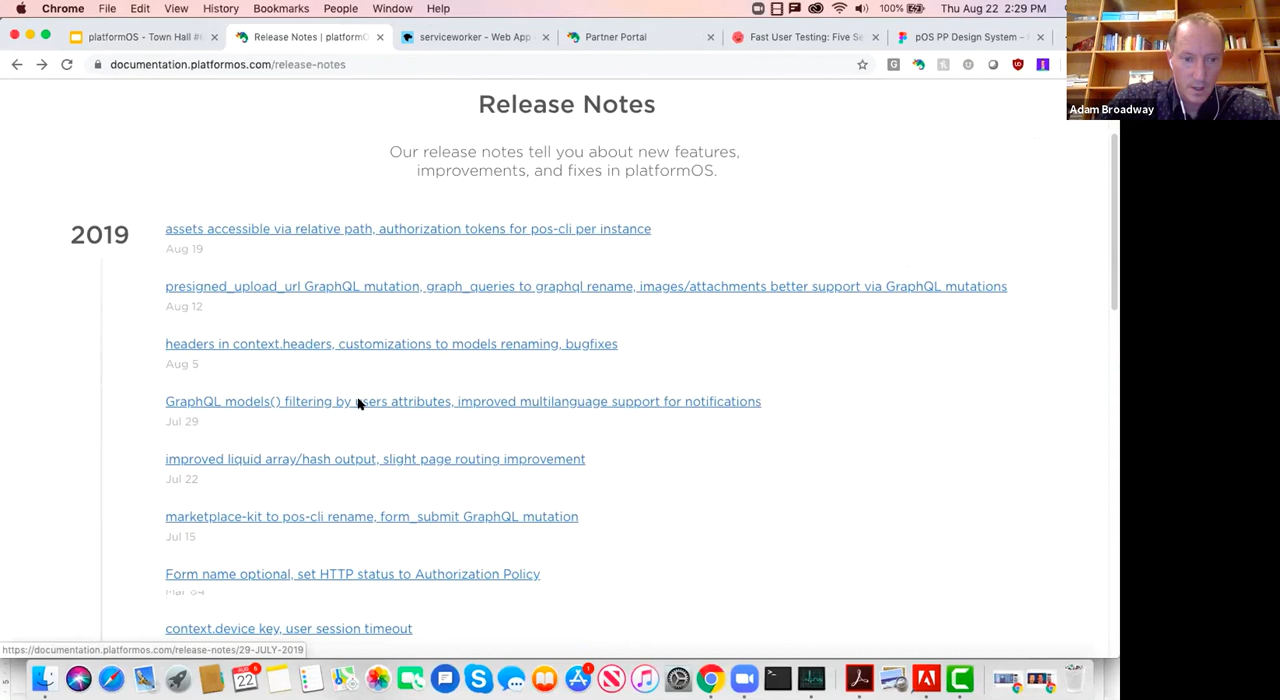 Chrome File Edit View History Bookmarks People Window Help 100% Thu Aug 22 2:29 PM
platformOS - Town Hall #
Release Notes | platformO
serviceworker - Web App
Partner Portal
Fast User Testing: Five Se
pOS PP Design System –
documentation.platformos.com/release-notes
Adam Broadway
Release Notes
Our release notes tell you about new features,
improvements, and fixes in platformOS.
2019
assets accessible via relative path, authorization tokens for pos-cli per instance
Aug 19
presigned_upload_url GraphQL mutation, graph_queries to graphql rename, images/attachments better support via GraphQL mutations
Aug 12
headers in context.headers, customizations to models renaming, bugfixes
Aug 5
GraphQL models() filtering by users attributes, improved multilanguage support for notifications
Jul 29
improved liquid array/hash output, slight page routing improvement
Jul 22
marketplace-kit to pos-cli rename, form_submit GraphQL mutation
Jul 15
Form name optional, set HTTP status to Authorization Policy
context.device key, user session timeout
https://documentation.platformos.com/release-notes/29-JULY-2019
22